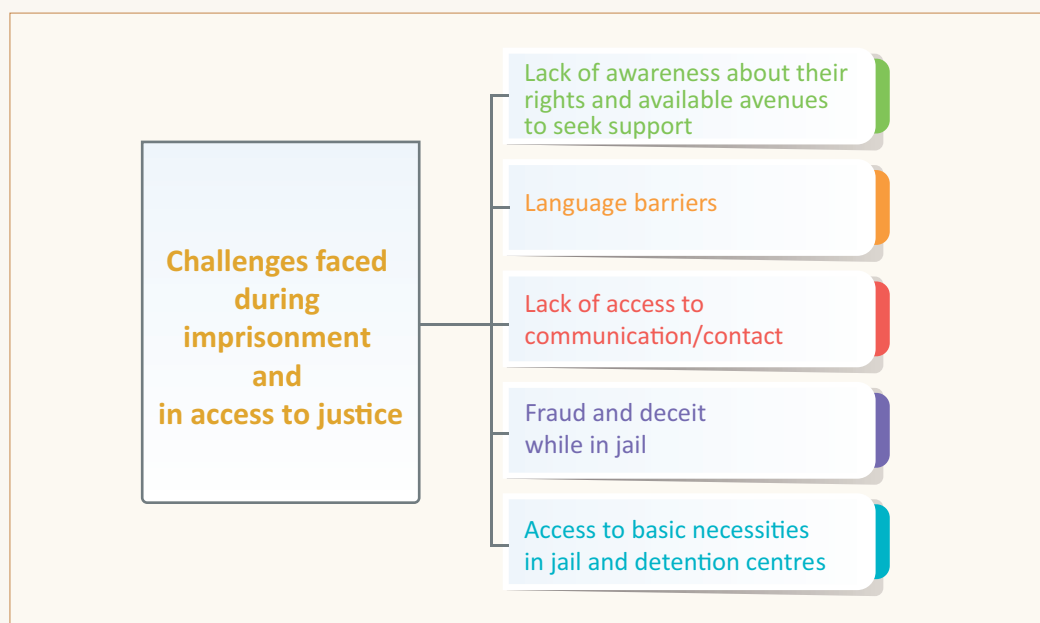 Challenges faced
during
imprisonment
and
in access to justice
Lack of awareness about their
rights and available avenues
to seek support
Language barriers
Lack of access to
communication/contact
Fraud and deceit
while in jail
Access to basic necessities
in jail and detention centres